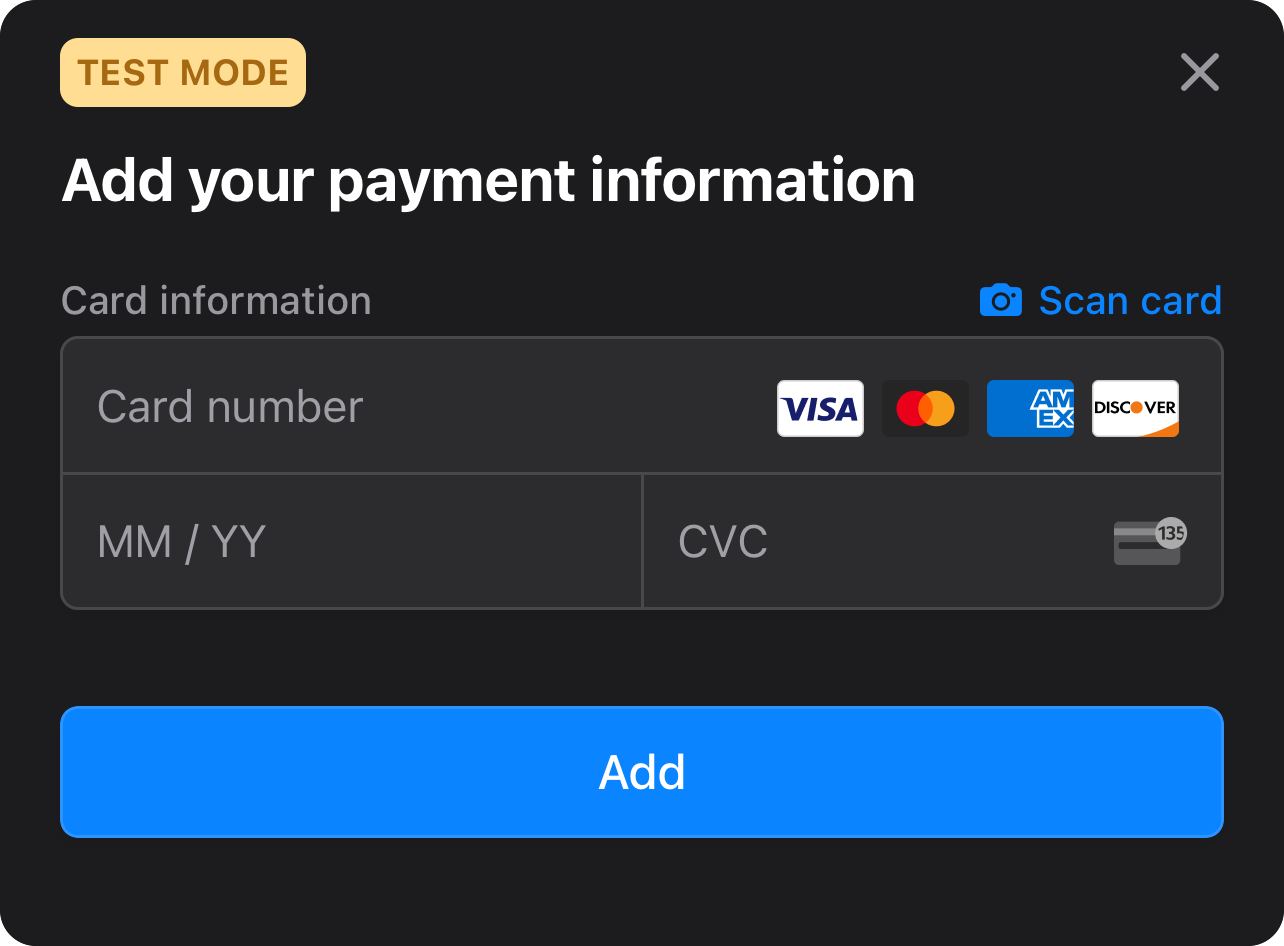 TEST MODE
Add your payment information
Card information
Scan card
Card number
VISA
AM
EX
DISCOVER
MM / YY
CVC
135
Add